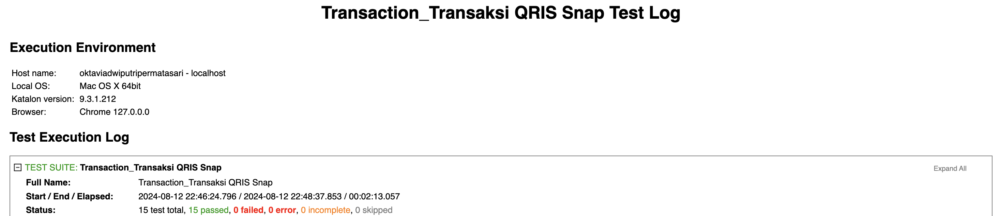 Transaction_Transaksi QRIS Snap Test Log
Execution Environment
Host name: oktaviadwiputripermatasari - localhost
Local OS: Mac OS X 64bit
Katalon version: 9.3.1.212
Browser: Chrome 127.0.0.0
Test Execution Log
TEST SUITE: Transaction_Transaksi QRIS Snap Expand All
Full Name: Transaction_Transaksi QRIS Snap
Start / End / Elapsed: 2024-08-12 22:46:24.796 / 2024-08-12 22:48:37.853 / 00:02:13.057
Status: 15 test total, 15 passed, 0 failed, 0 error, 0 incomplete, 0 skipped